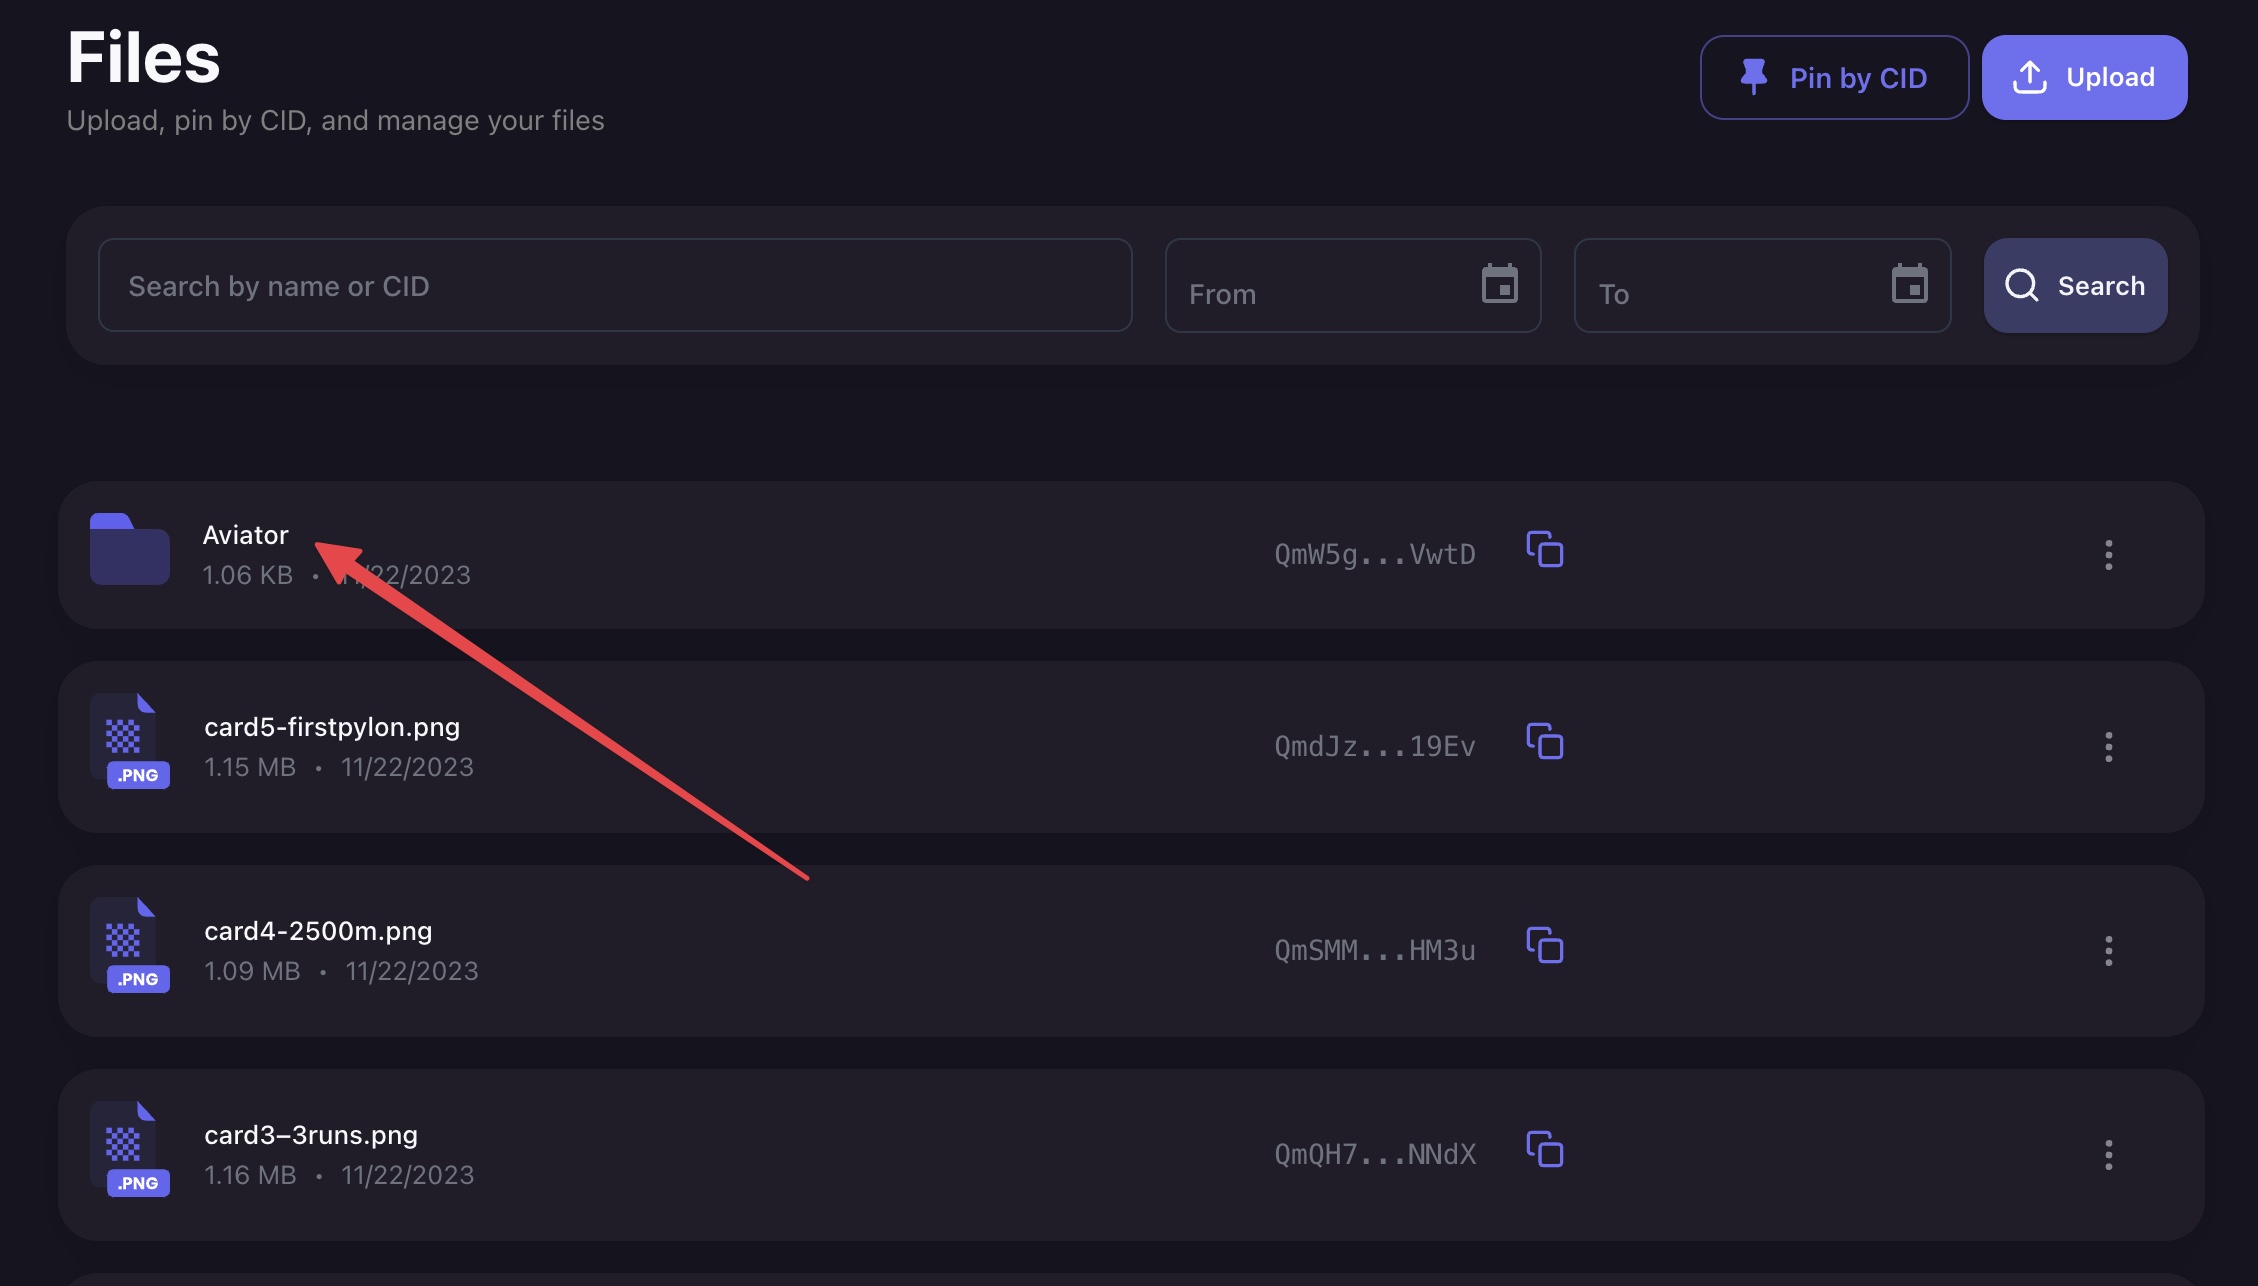 Files
Upload, pin by CID, and manage your files
Pin by CID
Upload
Search by name or CID
From
To
Search
Aviator
1.06 KB • 11/22/2023
QmW5g...VwtD
card5-firstpylon.png
1.15 MB • 11/22/2023
.PNG
QmdJz...19Ev
card4-2500m.png
1.09 MB • 11/22/2023
.PNG
QmSMM...HM3u
card3–3runs.png
1.16 MB • 11/22/2023
.PNG
QmQH7...NNdX